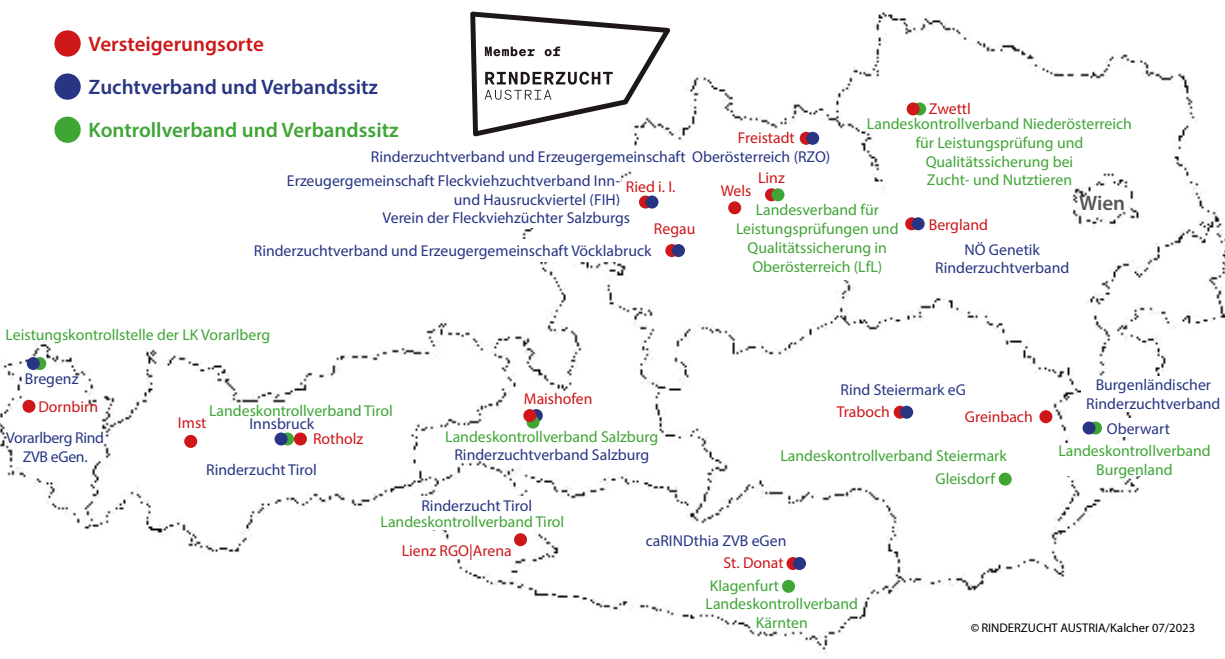 Versteigerungsorte
Zuchtverband und Verbandssitz
Kontrollverband und Verbandssitz
Member of
RINDERZUCHT
AUSTRIA
Zwettl
Landeskontrollverband Niederösterreich
für Leistungsprüfung und
Qualitätssicherung bei
Zucht- und Nutztieren
Wien
Freistadt
Rinderzuchtverband und Erzeugergemeinschaft Oberösterreich (RZO)
Erzeugergemeinschaft Fleckviehzuchtverband Inn-
und Hausruckviertel (FIH)
Verein der Fleckviehzüchter Salzburgs
Ried i. I.
Wels
Linz
Landesverband für
Leistungsprüfungen und
Qualitätssicherung in
Oberösterreich (LfL)
Regau
Rinderzuchtverband und Erzeugergemeinschaft Vöcklabruck
Bergland
NÖ Genetik
Rinderzuchtverband
Leistungskontrollstelle der LK Vorarlberg
Bregenz
Dornbirn
Vorarlberg Rind
ZVB eGen.
Imst
Landeskontrollverband Tirol
Innsbruck
Rotholz
Rinderzucht Tirol
Maishofen
Landeskontrollverband Salzburg
Rinderzuchtverband Salzburg
Rind Steiermark eG
Traboch
Greinbach
Landeskontrollverband Steiermark
Gleisdorf
Burgenländischer
Rinderzuchtverband
Oberwart
Landeskontrollverband
Burgenland
Rinderzucht Tirol
Landeskontrollverband Tirol
Lienz RGO|Arena
caRINDthia ZVB eGen
St. Donat
Klagenfurt
Landeskontrollverband
Kärnten
© RINDERZUCHT AUSTRIA/Kalcher 07/2023